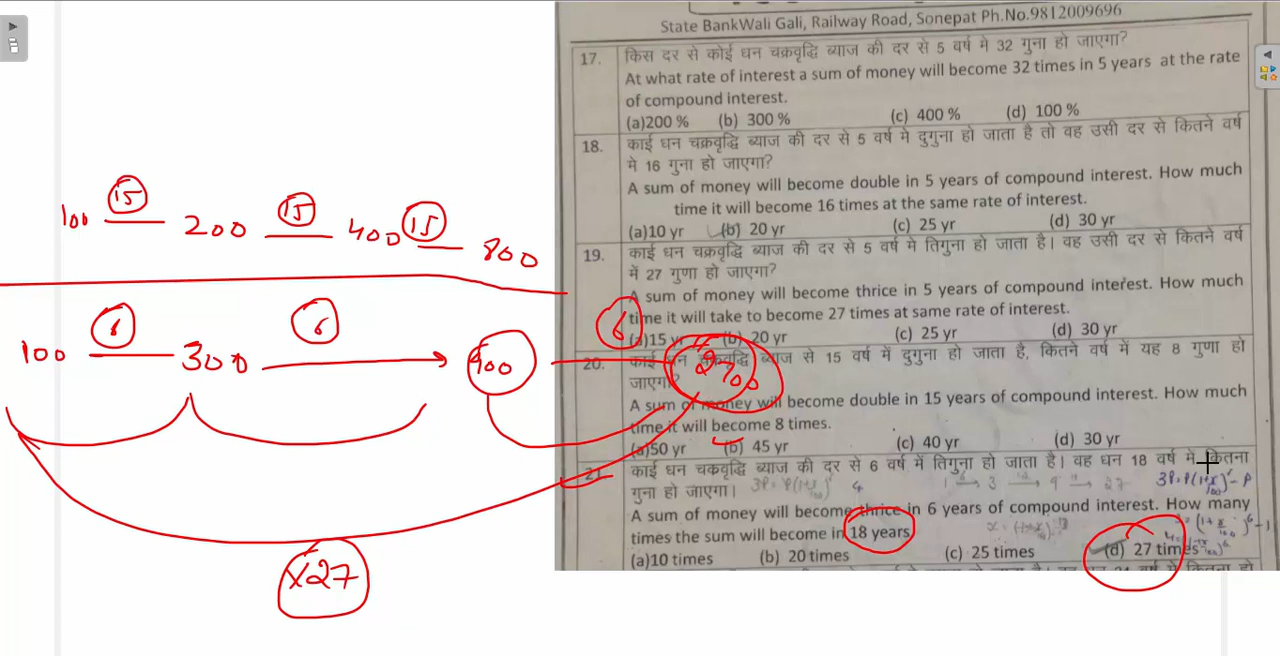 State BankWali Gali, Railway Road, Sonepat Ph.No.9812009696
17. किस दर से कोई धन चक्रवृद्धि ब्याज की दर से 5 वर्ष मे 32 गुना हो जाएगा?
At what rate of interest a sum of money will become 32 times in 5 years at the rate
of compound interest.
(a)200 % (b) 300 % (c) 400 % (d) 100 %
18. काई धन चक्रवृद्धि ब्याज की दर से 5 वर्ष मे दुगुना हो जाता है तो वह उसी दर से कितने वर्ष
मे 16 गुना हो जाएगा?
A sum of money will become double in 5 years of compound interest. How much
time it will become 16 times at the same rate of interest.
(a)10 yr (b) 20 yr (c) 25 yr (d) 30 yr
19. काई धन चक्रवृद्धि ब्याज की दर से 5 वर्ष मे तिगुना हो जाता है। वह उसी दर से कितने वर्ष
में 27 गुणा हो जाएगा?
A sum of money will become thrice in 5 years of compound interest. How much
time it will take to become 27 times at same rate of interest.
(a)15 yr (b) 20 yr (c) 25 yr (d) 30 yr
20. काई धन चक्रवृद्धि ब्याज से 15 वर्ष में दुगुना हो जाता है, कितने वर्ष में यह 8 गुणा हो
जाएगा?
A sum of money will become double in 15 years of compound interest. How much
time it will become 8 times.
(a)50 yr (b) 45 yr (c) 40 yr (d) 30 yr
21. काई धन चकवृद्धि ब्याज की दर से 6 वर्ष में तिगुना हो जाता है। वह धन 18 वर्ष मे कितना
गुना हो जाएगा।
A sum of money will become thrice in 6 years of compound interest. How many
times the sum will become in 18 years
(a)10 times (b) 20 times (c) 25 times (d) 27 times
100 15 200 15 400 15 800
100 6 300 6 900 6 2700
x27